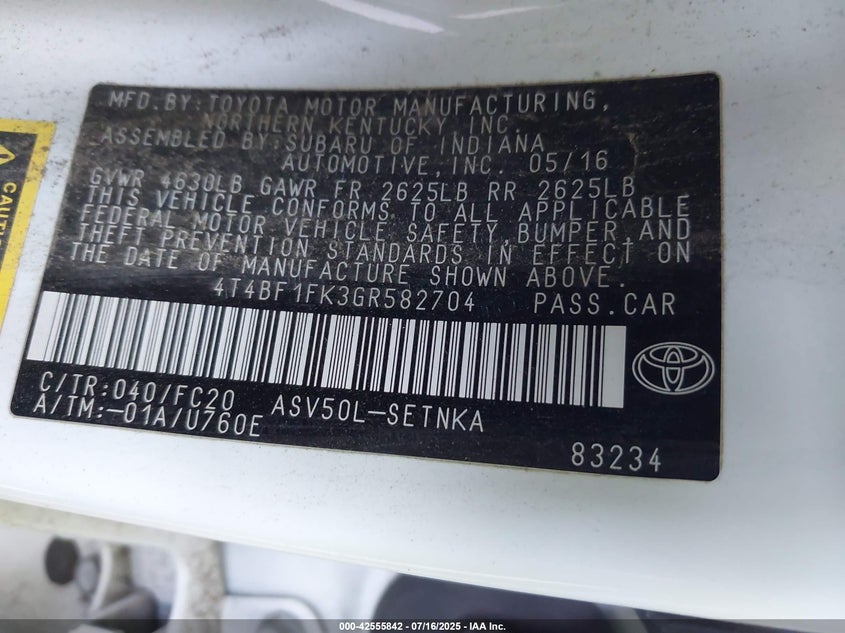 MFD.BY:TOYOTA MOTOR MANUFACTURING,
NORTHERN KENTUCKY INC.
ASSEMBLED BY:SUBARU OF INDIANA
AUTOMOTIVE,INC. 05/16
GVWR 4630LB GAWR FR 2625LB RR 2625LB
THIS VEHICLE CONFORMS TO ALL APPLICABLE
FEDERAL MOTOR VEHICLE SAFETY,BUMPER,AND
THEFT PREVENTION STANDARDS IN EFFECT ON
THE DATE OF MANUFACTURE SHOWN ABOVE.
4T4BF1FK3GR582704 PASS.CAR
C/TR:040/FC20 ASV50L-SETNKA
A/TM:-01A/U760E
83234
000-42555842 - 07/16/2025 - IAA Inc.